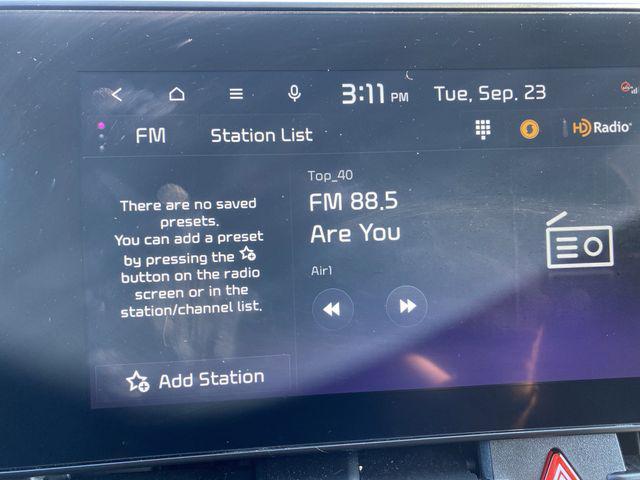 3:11 PM Tue, Sep. 23
FM Station List HD Radio
Top_40
FM 88.5
Are You
Air1
There are no saved
presets.
You can add a preset
by pressing the
button on the radio
screen or in the
station/channel list.
Add Station